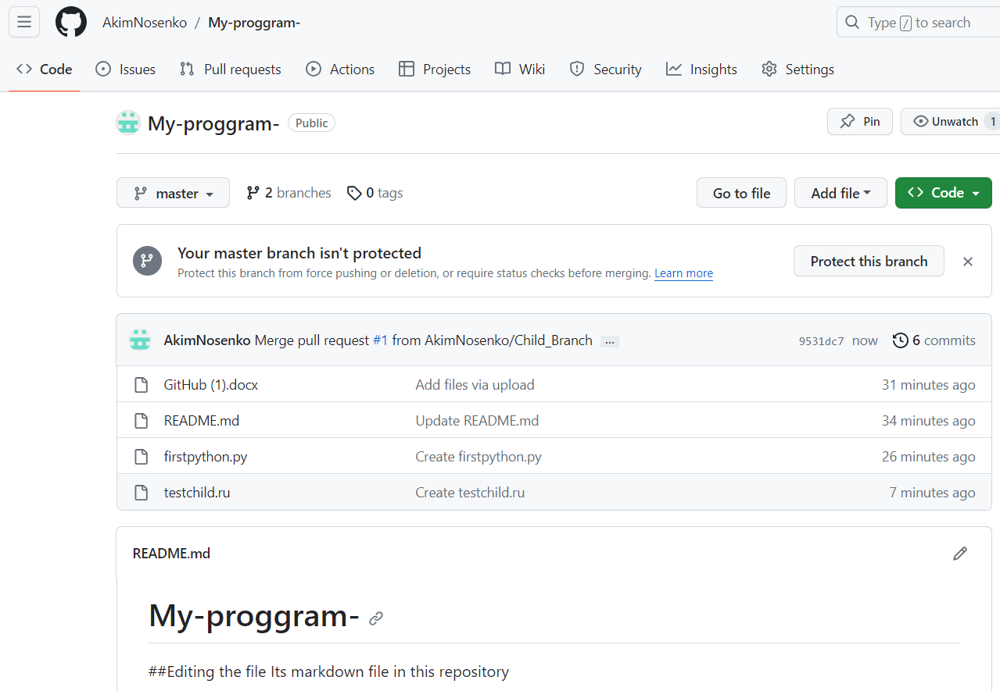 AkimNosenko / My-proggram-
Type / to search
Code Issues Pull requests Actions Projects Wiki Security Insights Settings
My-proggram- Public
Pin Unwatch 1
master 2 branches 0 tags Go to file Add file Code
Your master branch isn't protected
Protect this branch from force pushing or deletion, or require status checks before merging. Learn more
Protect this branch
AkimNosenko Merge pull request #1 from AkimNosenko/Child_Branch ... 9531dc7 now 6 commits
GitHub (1).docx Add files via upload 31 minutes ago
README.md Update README.md 34 minutes ago
firstpython.py Create firstpython.py 26 minutes ago
testchild.ru Create testchild.ru 7 minutes ago
README.md
My-proggram-
##Editing the file Its markdown file in this repository